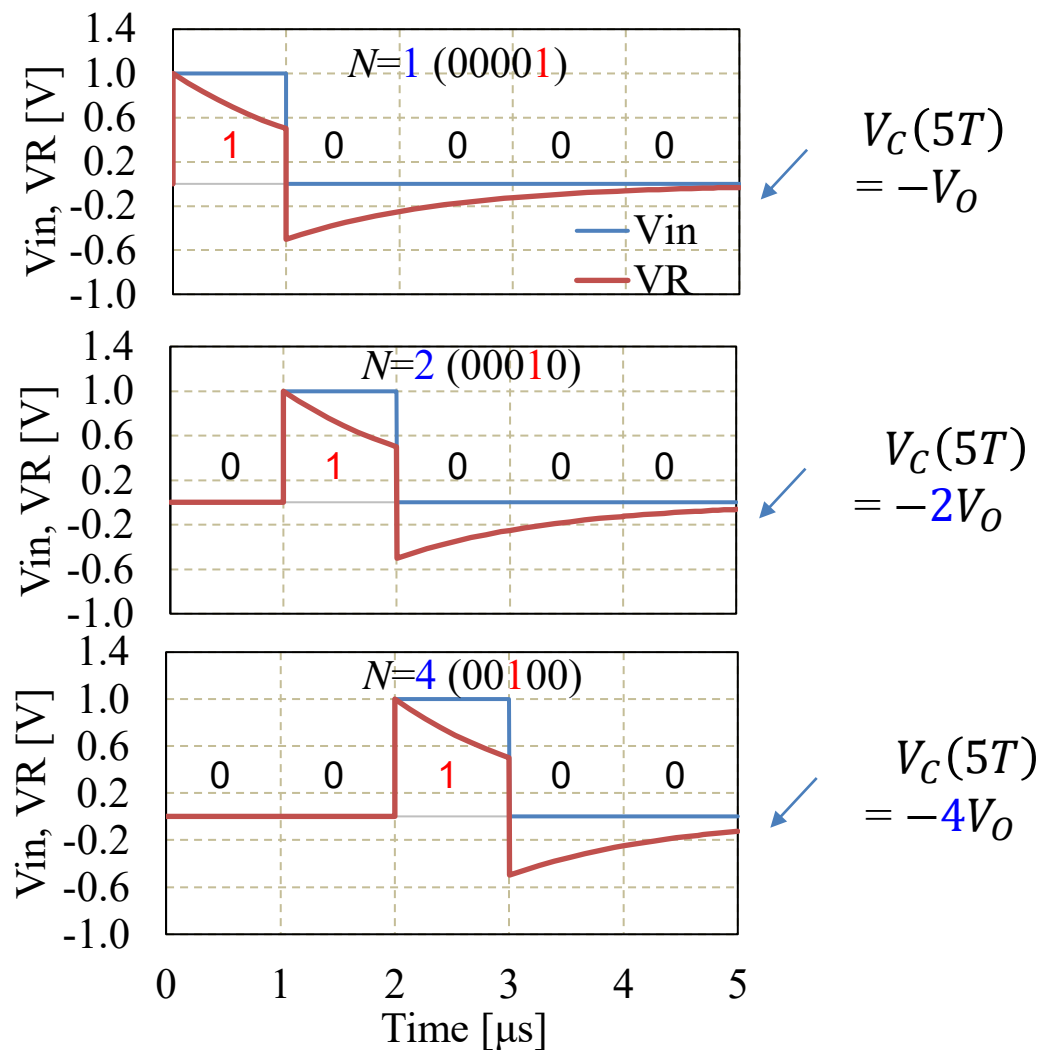 Vin, VR [V]
1.4
1.0
0.6
0.2
-0.2
-0.6
-1.0
N=1 (00001)
1 0 0 0 0
Vin
VR
V_C(5T)
= −V_O
Vin, VR [V]
1.4
1.0
0.6
0.2
-0.2
-0.6
-1.0
N=2 (00010)
0 1 0 0 0
V_C(5T)
= −2V_O
Vin, VR [V]
1.4
1.0
0.6
0.2
-0.2
-0.6
-1.0
N=4 (00100)
0 0 1 0 0
V_C(5T)
= −4V_O
0 1 2 3 4 5
Time [μs]